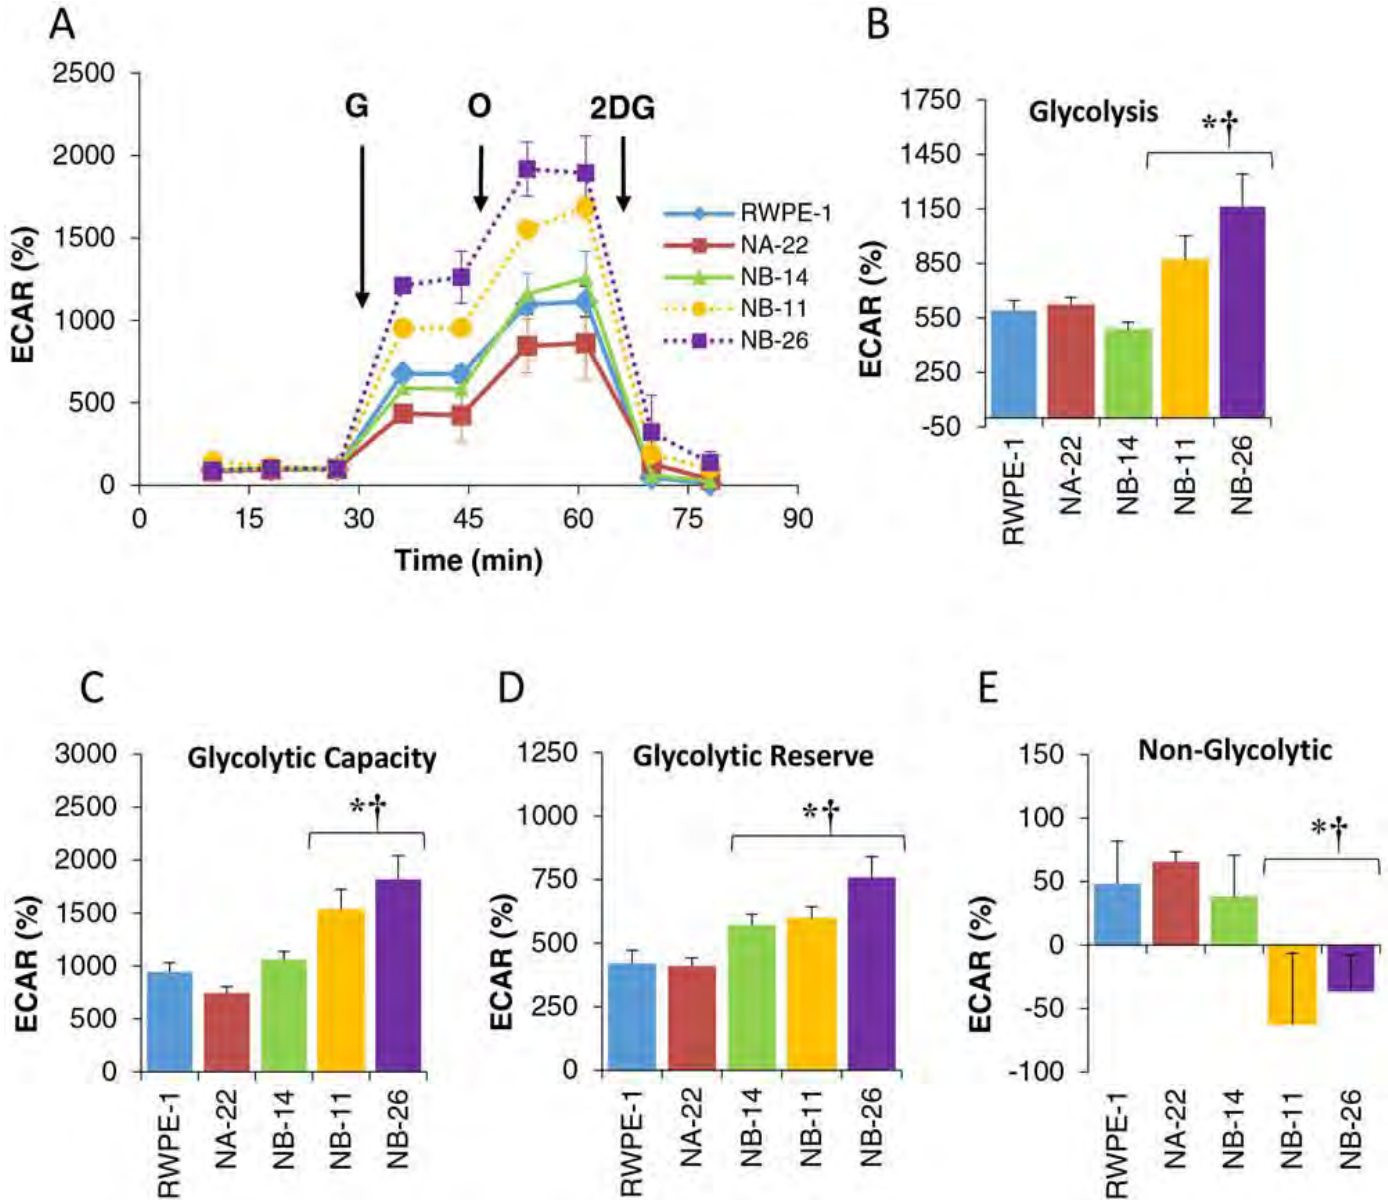 A
2500
2000
1500
1000
500
0
ECAR (%)
0 15 30 45 60 75 90
Time (min)
G O 2DG
RWPE-1
NA-22
NB-14
NB-11
NB-26
B
Glycolysis
*†
1750
1450
1150
850
550
250
-50
ECAR (%)
RWPE-1 NA-22 NB-14 NB-11 NB-26
C
Glycolytic Capacity
*†
3000
2500
2000
1500
1000
500
0
ECAR (%)
RWPE-1 NA-22 NB-14 NB-11 NB-26
D
Glycolytic Reserve
*†
1250
1000
750
500
250
0
ECAR (%)
RWPE-1 NA-22 NB-14 NB-11 NB-26
E
Non-Glycolytic
*†
150
100
50
0
-50
-100
ECAR (%)
RWPE-1 NA-22 NB-14 NB-11 NB-26